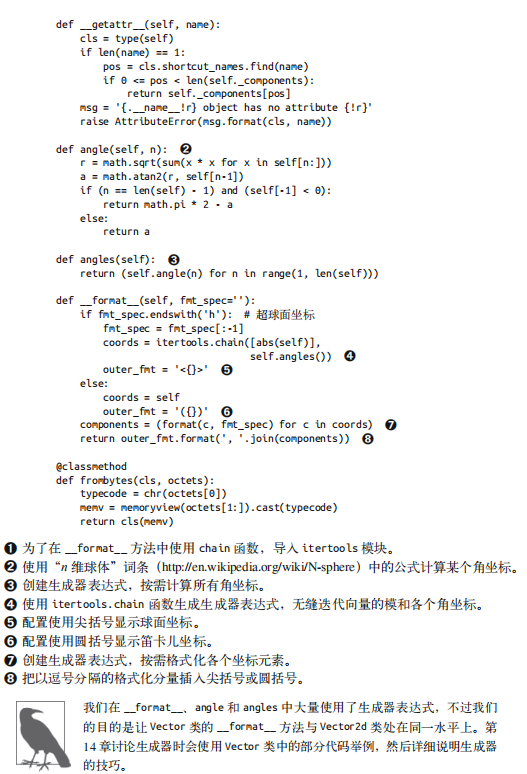 def __getattr__(self, name):
    cls = type(self)
    if len(name) == 1:
        pos = cls.shortcut_names.find(name)
        if 0 <= pos < len(self._components):
            return self._components[pos]
    msg = '{.__name__!r} object has no attribute {!r}'
    raise AttributeError(msg.format(cls, name))
def angle(self, n): ❷
    r = math.sqrt(sum(x * x for x in self[n:]))
    a = math.atan2(r, self[n-1])
    if (n == len(self) - 1) and (self[-1] < 0):
        return math.pi * 2 - a
    else:
        return a
def angles(self): ❸
    return (self.angle(n) for n in range(1, len(self)))
def __format__(self, fmt_spec=''):
    if fmt_spec.endswith('h'): # 超球面坐标
        fmt_spec = fmt_spec[:-1]
        coords = itertools.chain([abs(self)],
                                 self.angles()) ❹
        outer_fmt = '<{}>' ❺
    else:
        coords = self
        outer_fmt = '({})' ❻
    components = (format(c, fmt_spec) for c in coords) ❼
    return outer_fmt.format(', '.join(components)) ❽
@classmethod
def frombytes(cls, octets):
    typecode = chr(octets[0])
    memv = memoryview(octets[1:]).cast(typecode)
    return cls(memv)
❶ 为了在 __format__ 方法中使用 chain 函数，导入 itertools 模块。
❷ 使用“n 维球体”词条（http://en.wikipedia.org/wiki/N-sphere）中的公式计算某个角坐标。
❸ 创建生成器表达式，按需计算所有角坐标。
❹ 使用 itertools.chain 函数生成生成器表达式，无缝迭代向量的模和各个角坐标。
❺ 配置使用尖括号显示球面坐标。
❻ 配置使用圆括号显示笛卡儿坐标。
❼ 创建生成器表达式，按需格式化各个坐标元素。
❽ 把以逗号分隔的格式化分量插入尖括号或圆括号。
我们在 __format__、angle 和 angles 中大量使用了生成器表达式，不过我们
的目的是让 Vector 类的 __format__ 方法与 Vector2d 类处在同一水平上。第
14 章讨论生成器时会使用 Vector 类中的部分代码举例，然后详细说明生成器
的技巧。